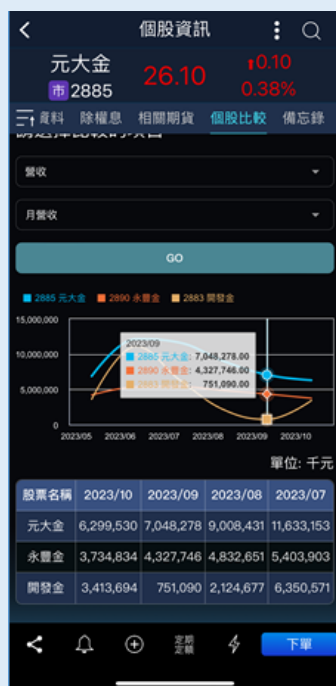 個股資訊
元大金
市 2885
26.10
0.10
0.38%
資料 除權息 相關期貨 個股比較 備忘錄
請選擇比較的項目
營收
月營收
GO
2885 元大金 2890 永豐金 2883 開發金
15,000,000
10,000,000
5,000,000
0
2023/09
2885 元大金: 7,048,278.00
2890 永豐金: 4,327,746.00
2883 開發金: 751,090.00
2023/05 2023/06 2023/07 2023/08 2023/09 2023/10
單位: 千元
股票名稱 2023/10 2023/09 2023/08 2023/07
元大金 6,299,530 7,048,278 9,008,431 11,633,153
永豐金 3,734,834 4,327,746 4,832,651 5,403,903
開發金 3,413,694 751,090 2,124,677 6,350,571
定期
定額
下單